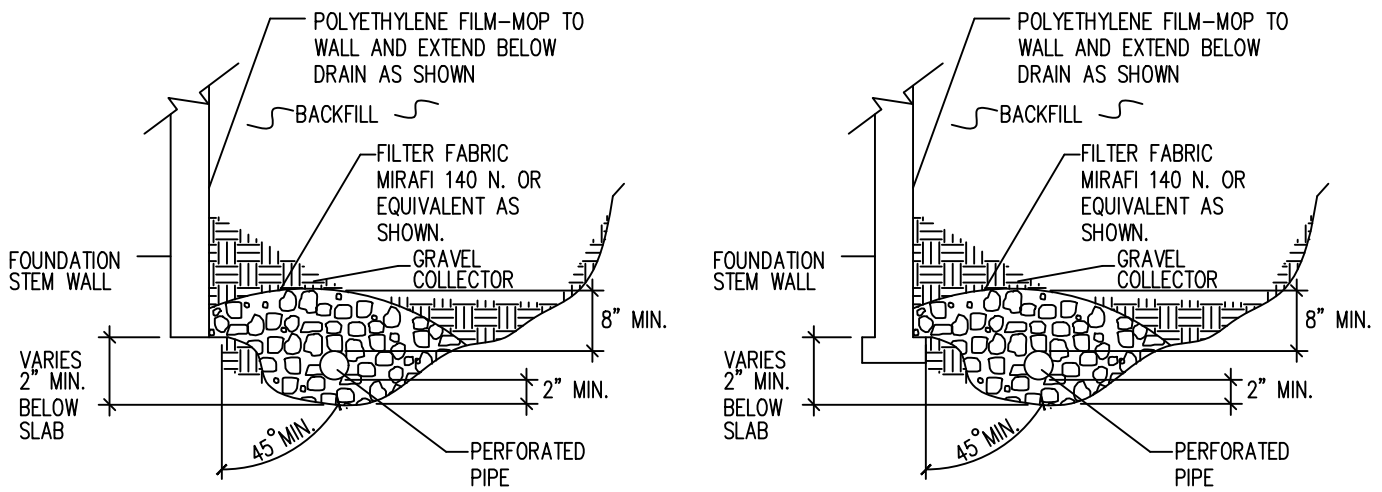 POLYETHYLENE FILM-MOP TO
WALL AND EXTEND BELOW
DRAIN AS SHOWN
BACKFILL
FILTER FABRIC
MIRAFI 140 N. OR
EQUIVALENT AS
SHOWN.
GRAVEL
COLLECTOR
FOUNDATION
STEM WALL
8" MIN.
VARIES
2" MIN.
BELOW
SLAB
2" MIN.
45° MIN.
PERFORATED
PIPE
POLYETHYLENE FILM-MOP TO
WALL AND EXTEND BELOW
DRAIN AS SHOWN
BACKFILL
FILTER FABRIC
MIRAFI 140 N. OR
EQUIVALENT AS
SHOWN.
GRAVEL
COLLECTOR
FOUNDATION
STEM WALL
8" MIN.
VARIES
2" MIN.
BELOW
SLAB
2" MIN.
45° MIN.
PERFORATED
PIPE